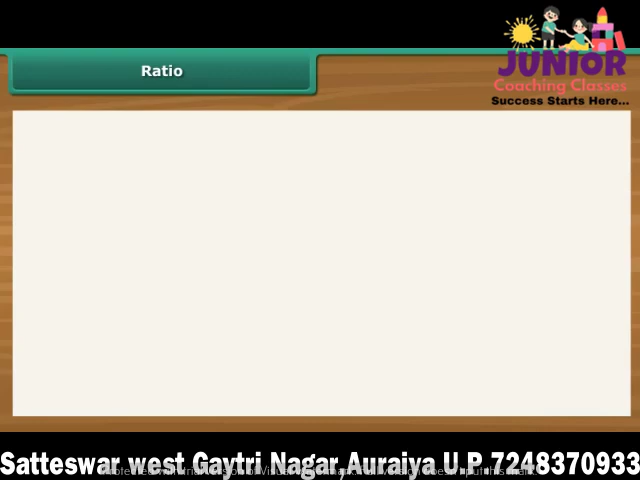 Ratio
JUNIOR
Coaching Classes
Success Starts Here...
Satteswar west Gaytri Nagar,Auraiya U.P.7248370933